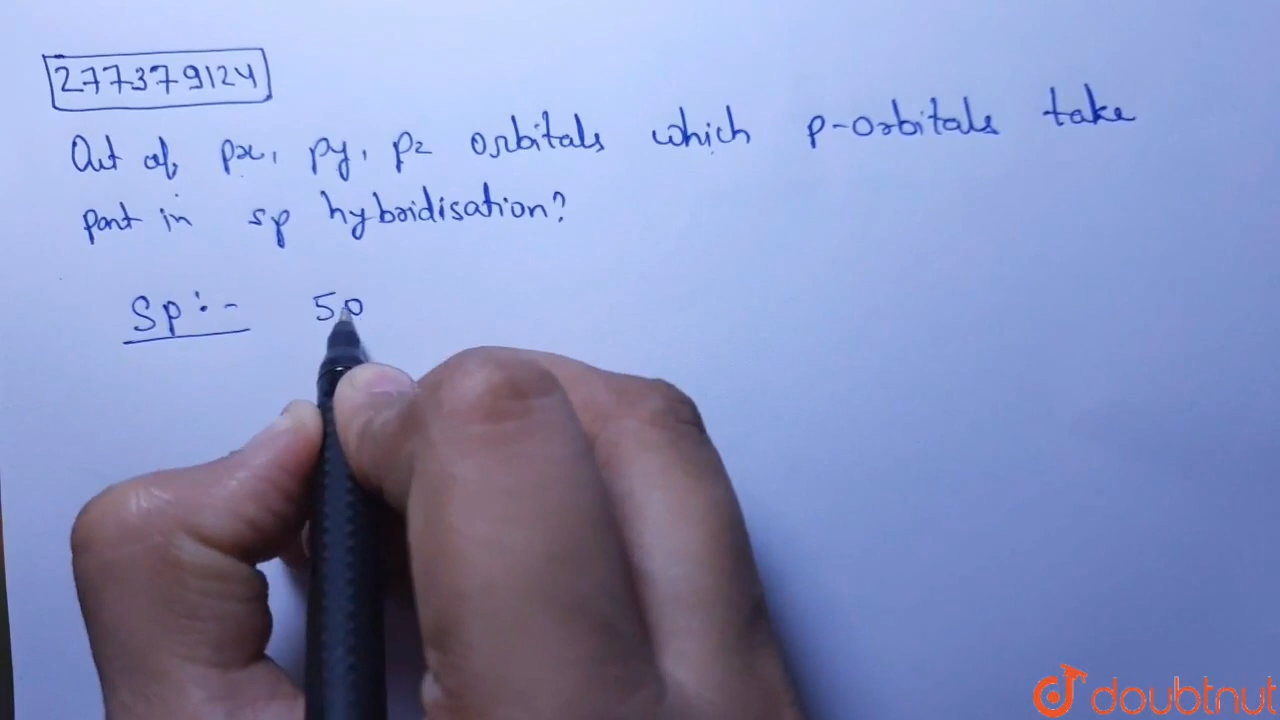 277379124
Out of px, py, pz orbitals which p-orbitals take
part in sp hybridisation?
Sp :- 50
doubtnut